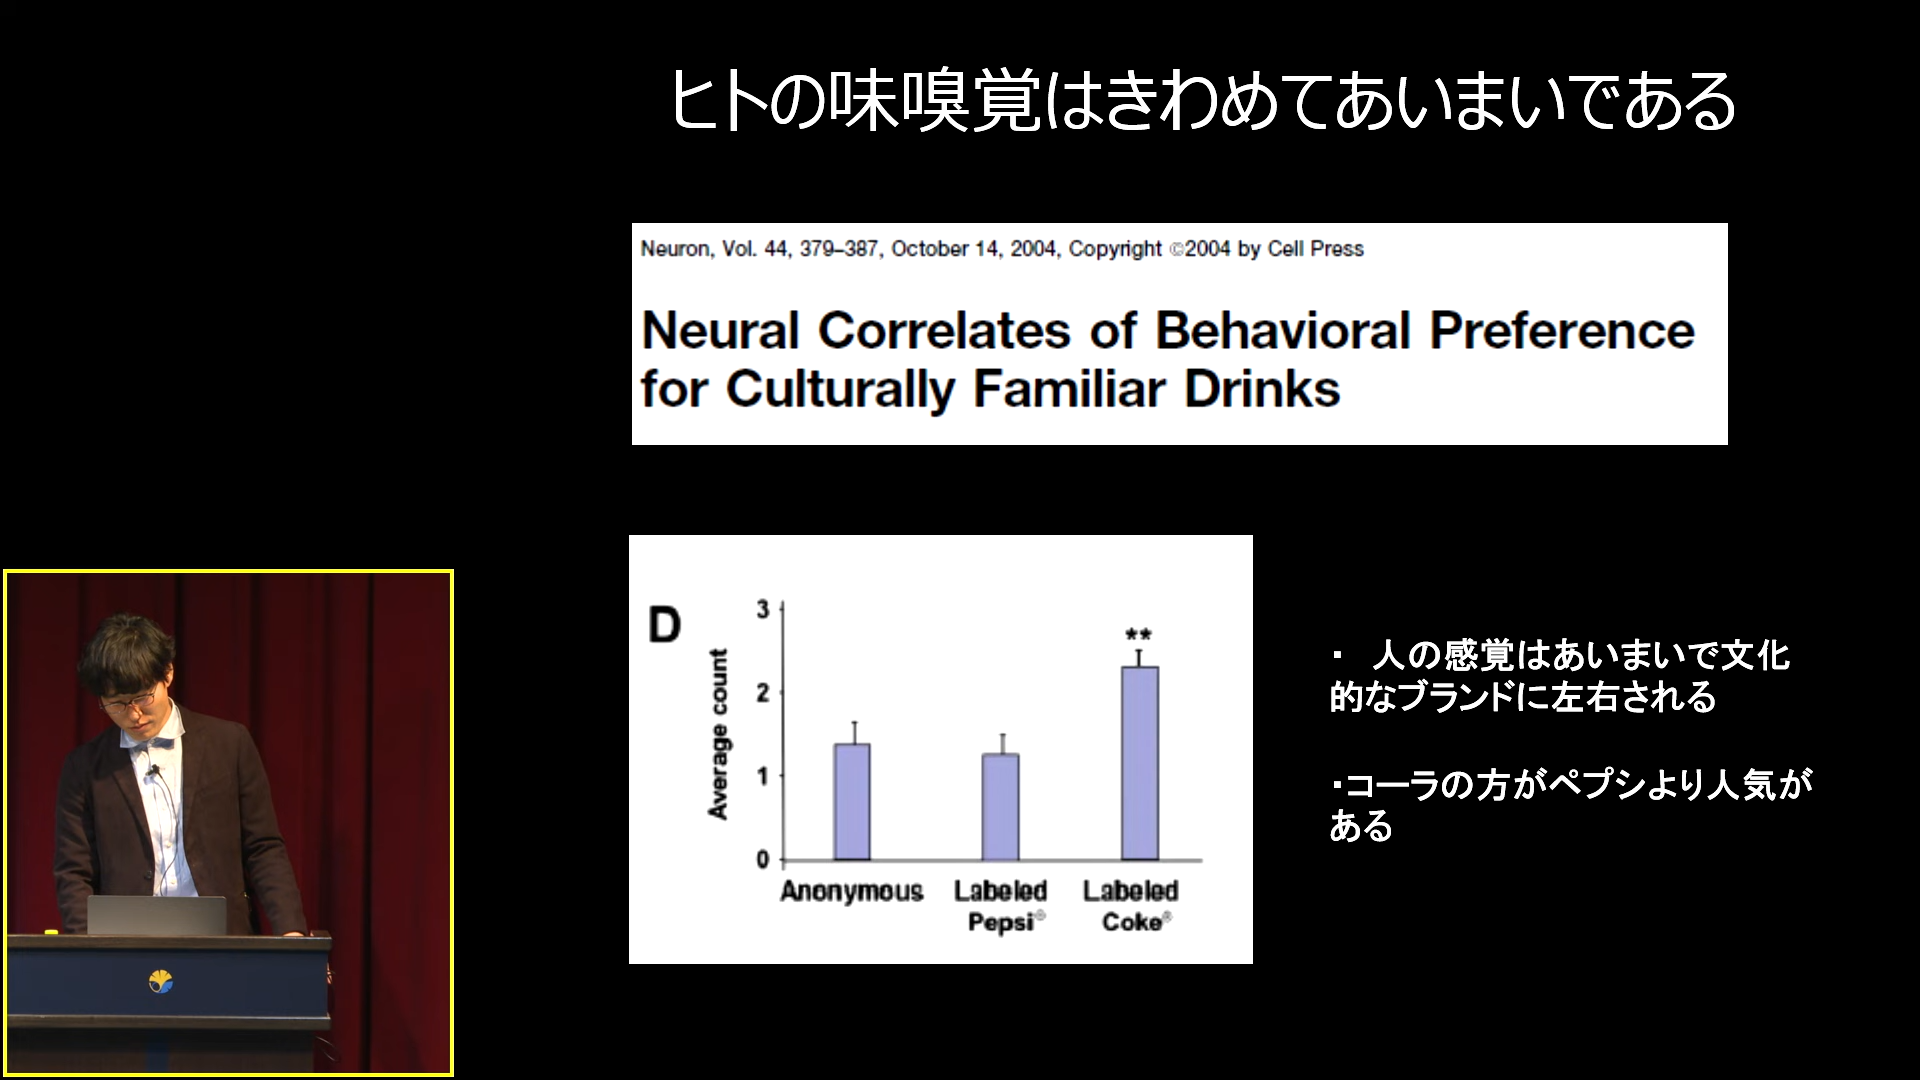 ヒトの味嗅覚はきわめてあいまいである
Neuron, Vol. 44, 379–387, October 14, 2004, Copyright ©2004 by Cell Press
Neural Correlates of Behavioral Preference
for Culturally Familiar Drinks
D
Average count
3
2
1
0
**
Anonymous
Labeled
Pepsi®
Labeled
Coke®
・ 人の感覚はあいまいで文化
的なブランドに左右される
・コーラの方がペプシより人気が
ある